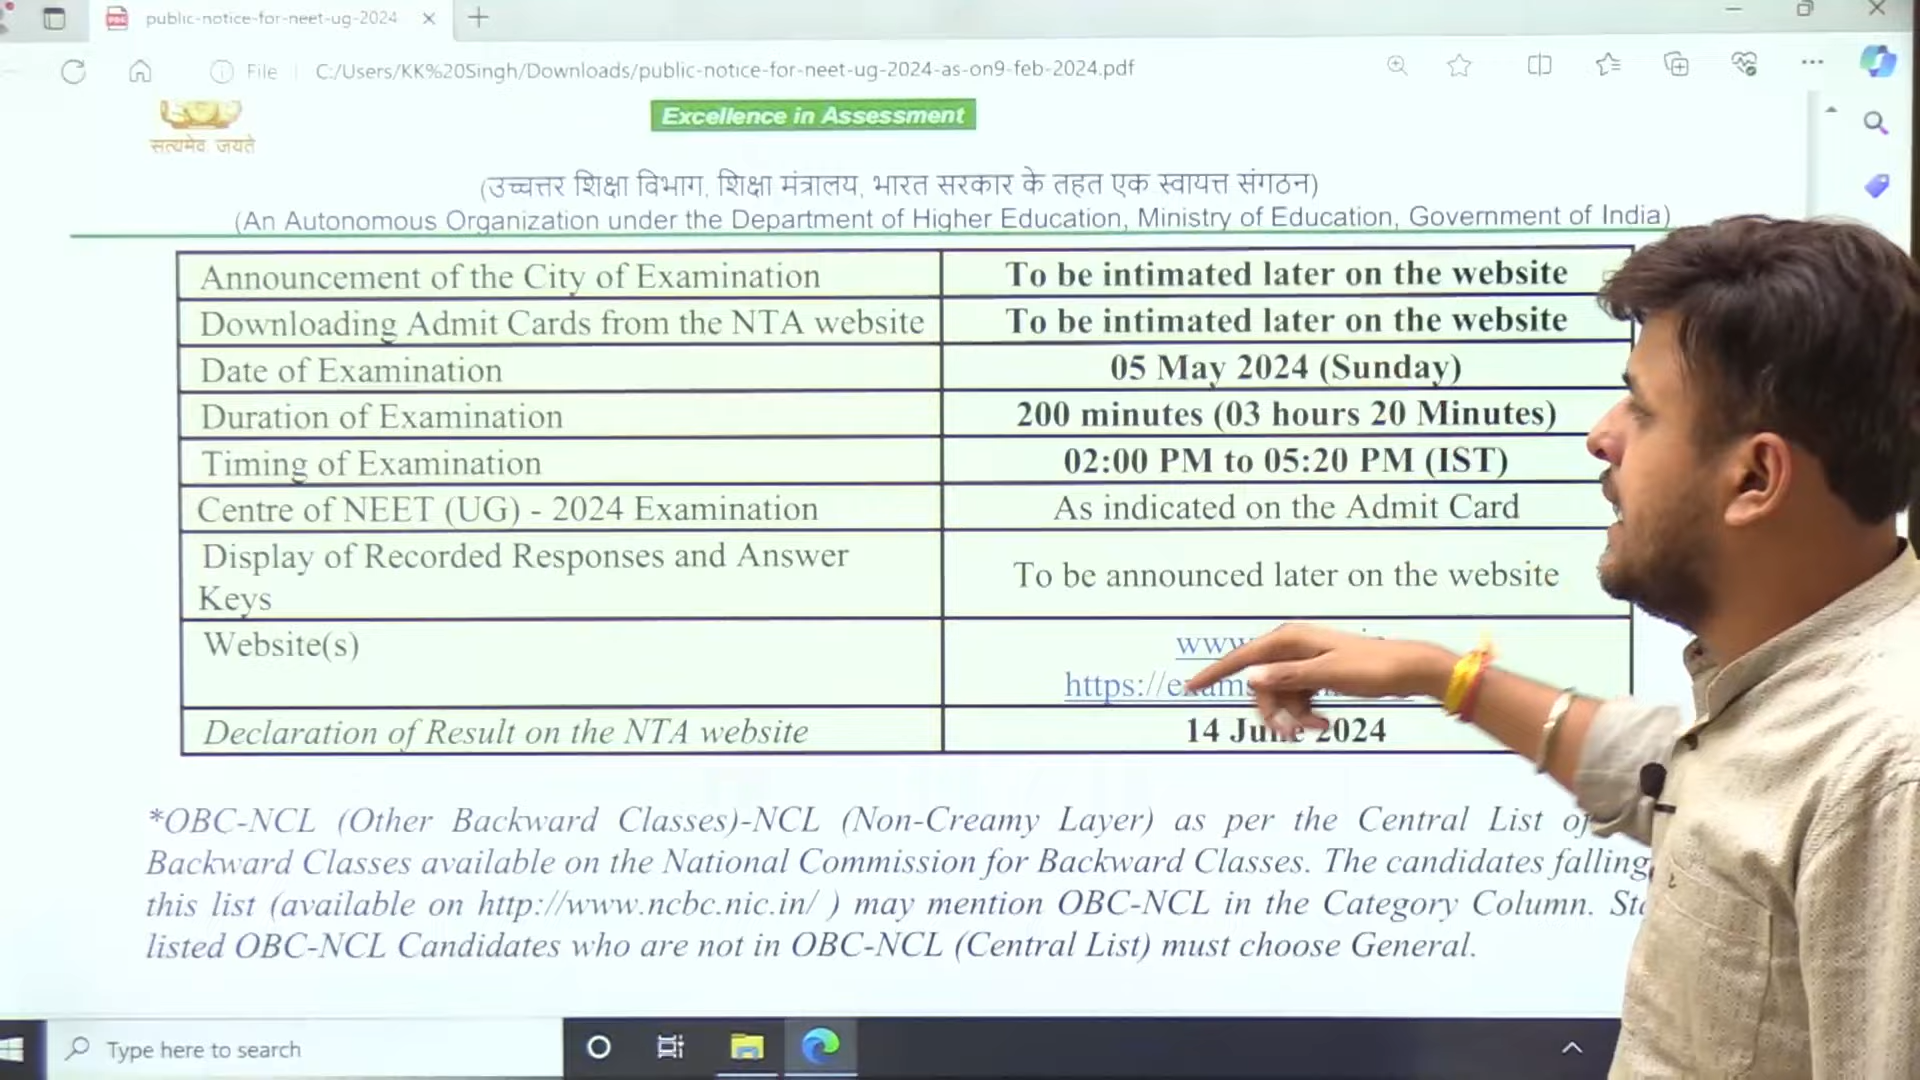 public-notice-for-neet-ug-2024
File
C:/Users/KK%20Singh/Downloads/public-notice-for-neet-ug-2024-as-on9-feb-2024.pdf
सत्यमेव जयते
Excellence in Assessment
(उच्चत्तर शिक्षा विभाग, शिक्षा मंत्रालय, भारत सरकार के तहत एक स्वायत्त संगठन)
(An Autonomous Organization under the Department of Higher Education, Ministry of Education, Government of India)
Announcement of the City of Examination To be intimated later on the website
Downloading Admit Cards from the NTA website To be intimated later on the website
Date of Examination 05 May 2024 (Sunday)
Duration of Examination 200 minutes (03 hours 20 Minutes)
Timing of Examination 02:00 PM to 05:20 PM (IST)
Centre of NEET (UG) - 2024 Examination As indicated on the Admit Card
Display of Recorded Responses and Answer
Keys
To be announced later on the website
Website(s)
Declaration of Result on the NTA website 14 June 2024
*OBC-NCL (Other Backward Classes)-NCL (Non-Creamy Layer) as per the Central List of
Backward Classes available on the National Commission for Backward Classes. The candidates falling
this list (available on http://www.ncbc.nic.in/ ) may mention OBC-NCL in the Category Column.
listed OBC-NCL Candidates who are not in OBC-NCL (Central List) must choose General.
Type here to search